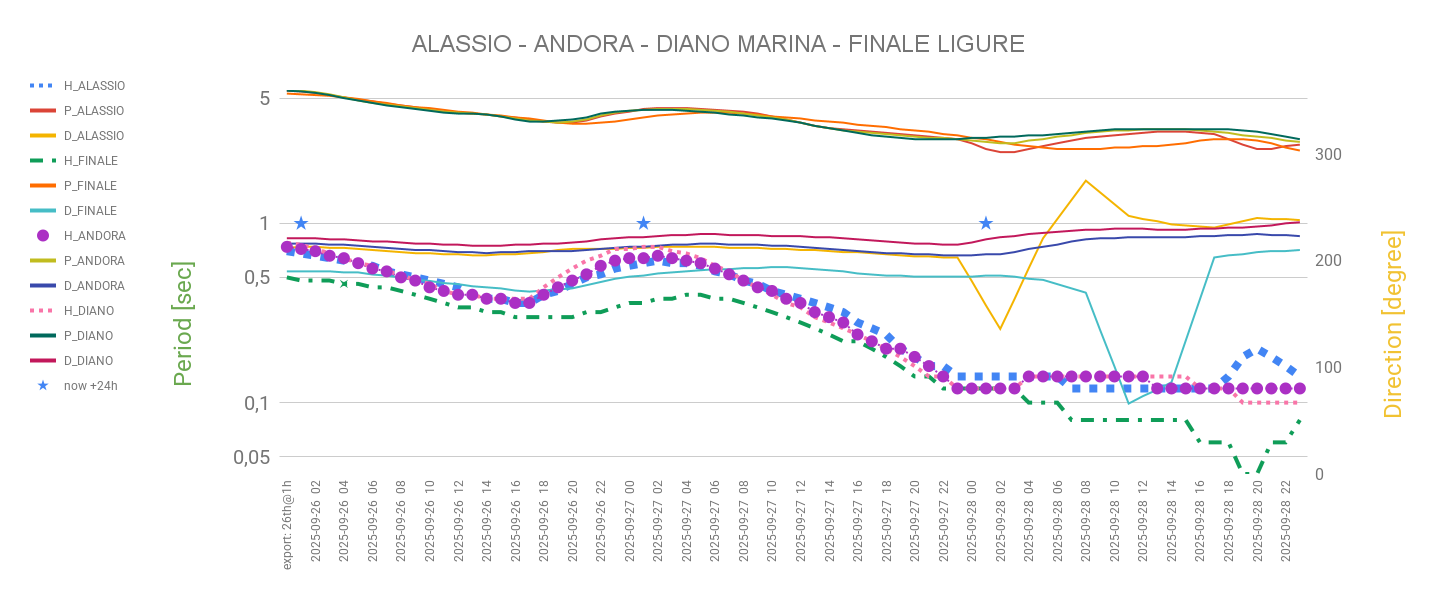 ALASSIO - ANDORA - DIANO MARINA - FINALE LIGURE
H_ALASSIO
P_ALASSIO
D_ALASSIO
H_FINALE
P_FINALE
D_FINALE
H_ANDORA
P_ANDORA
D_ANDORA
H_DIANO
P_DIANO
D_DIANO
now +24h
Period [sec]
5
1
0,5
0,1
0,05
300
200
100
0
Direction [degree]
export: 26th@1h
2025-09-26 02
2025-09-26 04
2025-09-26 06
2025-09-26 08
2025-09-26 10
2025-09-26 12
2025-09-26 14
2025-09-26 16
2025-09-26 18
2025-09-26 20
2025-09-26 22
2025-09-27 00
2025-09-27 02
2025-09-27 04
2025-09-27 06
2025-09-27 08
2025-09-27 10
2025-09-27 12
2025-09-27 14
2025-09-27 16
2025-09-27 18
2025-09-27 20
2025-09-27 22
2025-09-28 00
2025-09-28 02
2025-09-28 04
2025-09-28 06
2025-09-28 08
2025-09-28 10
2025-09-28 12
2025-09-28 14
2025-09-28 16
2025-09-28 18
2025-09-28 20
2025-09-28 22